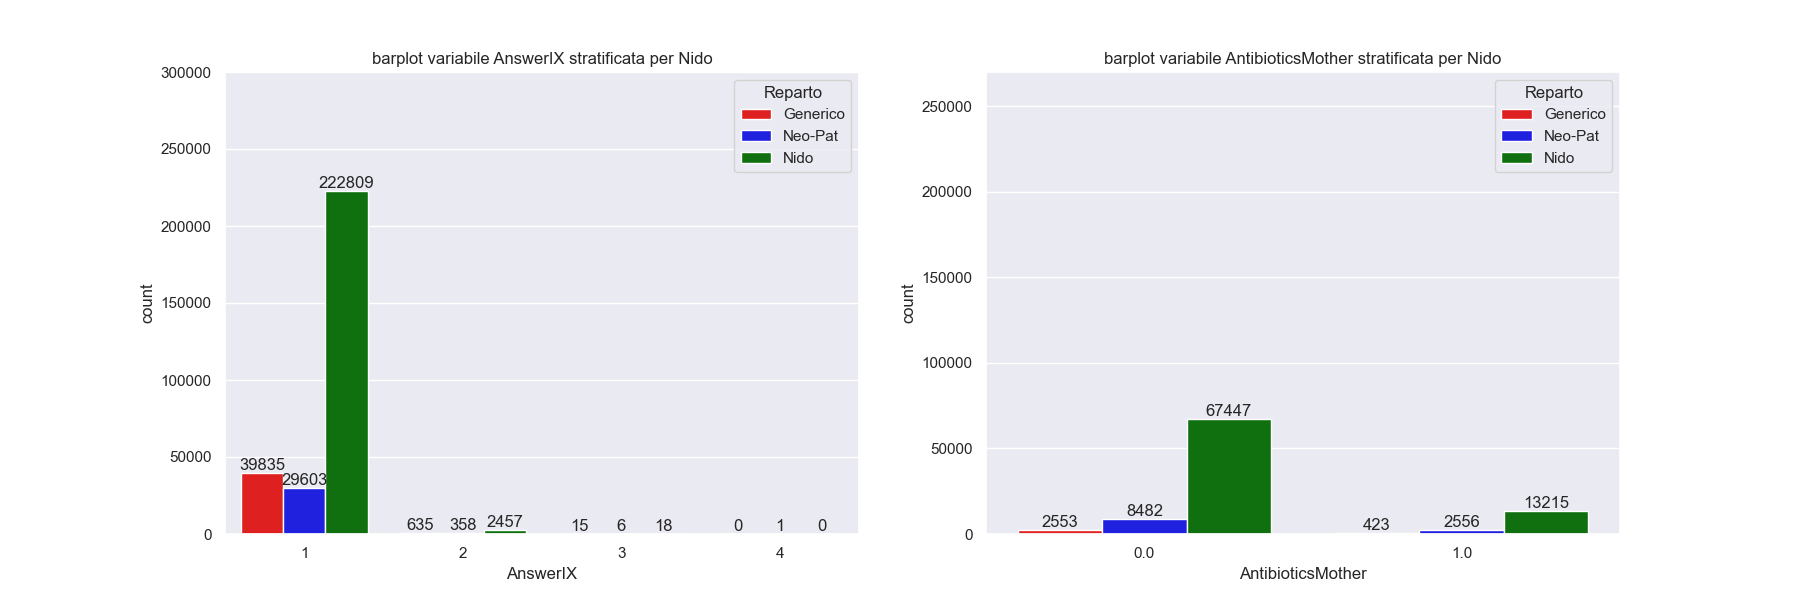 barplot variabile AnswerIX stratificata per Nido
300000
250000
200000
150000
100000
50000
0
count
Reparto
Generico
Neo-Pat
Nido
39835
29603
222809
635
358
2457
15
6
18
0
1
0
1
2
3
4
AnswerIX
barplot variabile AntibioticsMother stratificata per Nido
250000
200000
150000
100000
50000
0
count
Reparto
Generico
Neo-Pat
Nido
2553
8482
67447
423
2556
13215
0.0
1.0
AntibioticsMother